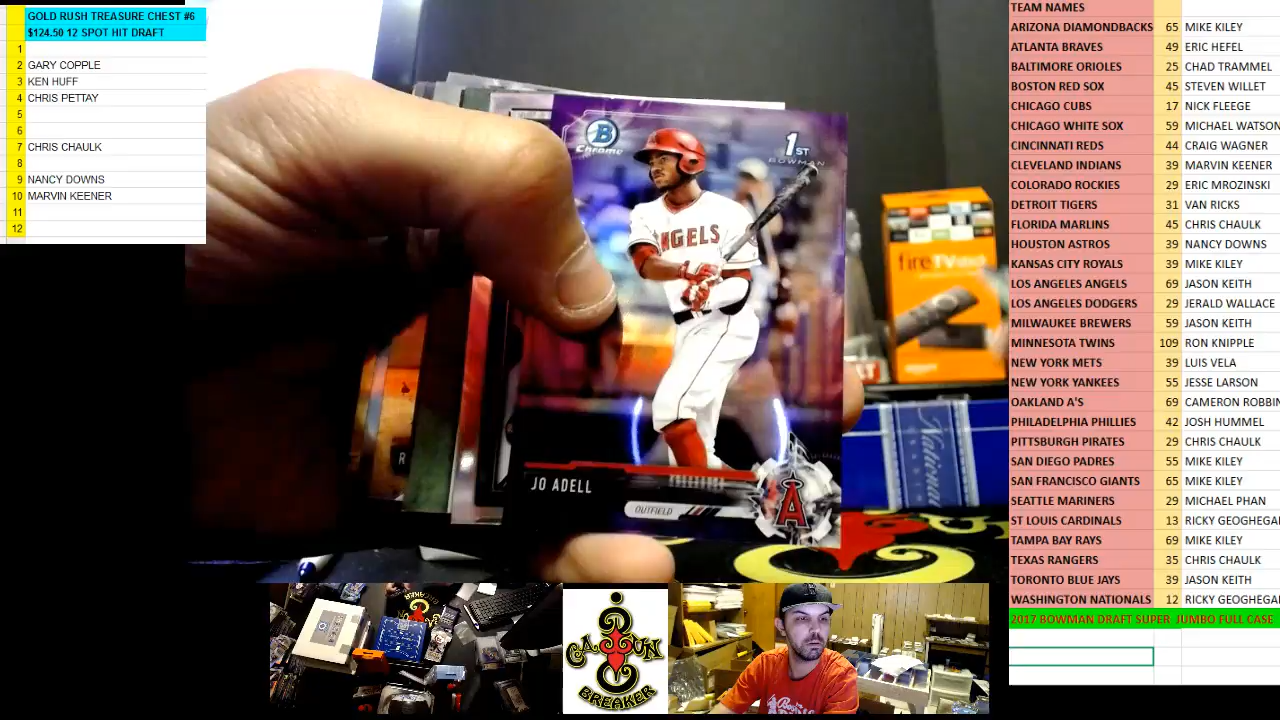 GOLD RUSH TREASURE CHEST #6
$124.50 12 SPOT HIT DRAFT
1
2 GARY COPPLE
3 KEN HUFF
4 CHRIS PETTAY
5
6
7 CHRIS CHAULK
8
9 NANCY DOWNS
10 MARVIN KEENER
11
12
B
Chrome
1ST
BOWMAN
ANGELS
JO ADELL
OUTFIELD
A
R
fireTV
National
CAJUN
BREAKER
TEAM NAMES
ARIZONA DIAMONDBACKS 65 MIKE KILEY
ATLANTA BRAVES 49 ERIC HEFEL
BALTIMORE ORIOLES 25 CHAD TRAMMEL
BOSTON RED SOX 45 STEVEN WILLET
CHICAGO CUBS 17 NICK FLEEGE
CHICAGO WHITE SOX 59 MICHAEL WATSON
CINCINNATI REDS 44 CRAIG WAGNER
CLEVELAND INDIANS 39 MARVIN KEENER
COLORADO ROCKIES 29 ERIC MROZINSKI
DETROIT TIGERS 31 VAN RICKS
FLORIDA MARLINS 45 CHRIS CHAULK
HOUSTON ASTROS 39 NANCY DOWNS
KANSAS CITY ROYALS 39 MIKE KILEY
LOS ANGELES ANGELS 69 JASON KEITH
LOS ANGELES DODGERS 29 JERALD WALLACE
MILWAUKEE BREWERS 59 JASON KEITH
MINNESOTA TWINS 109 RON KNIPPLE
NEW YORK METS 39 LUIS VELA
NEW YORK YANKEES 55 JESSE LARSON
OAKLAND A'S 69 CAMERON ROBBIN
PHILADELPHIA PHILLIES 42 JOSH HUMMEL
PITTSBURGH PIRATES 29 CHRIS CHAULK
SAN DIEGO PADRES 55 MIKE KILEY
SAN FRANCISCO GIANTS 65 MIKE KILEY
SEATTLE MARINERS 29 MICHAEL PHAN
ST LOUIS CARDINALS 13 RICKY GEOGHEGA
TAMPA BAY RAYS 69 MIKE KILEY
TEXAS RANGERS 35 CHRIS CHAULK
TORONTO BLUE JAYS 39 JASON KEITH
WASHINGTON NATIONALS 12 RICKY GEOGHEGA
2017 BOWMAN DRAFT SUPER JUMBO FULL CASE